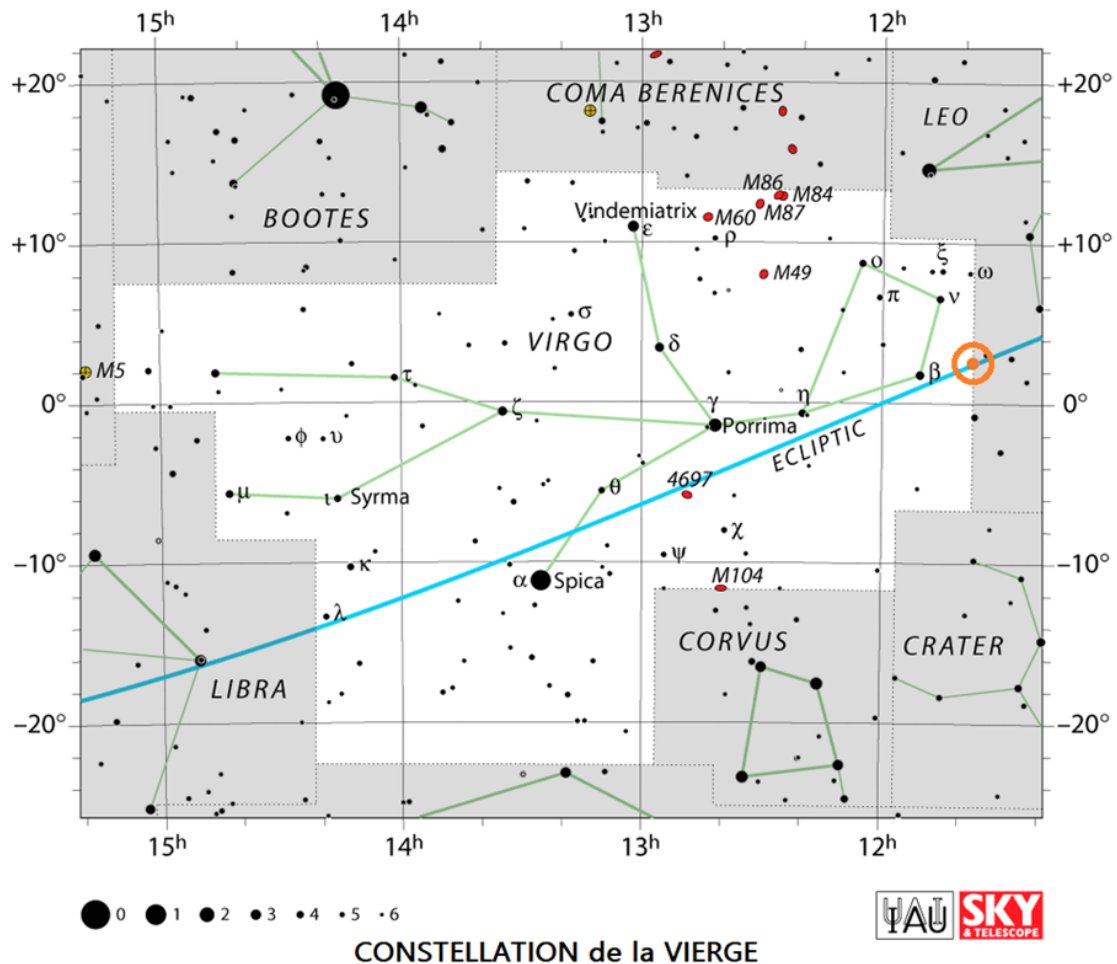 15h 14h 13h 12h
+20° COMA BERENICES +20°
LEO
M86 M84
M87
Vindemiatrix M60
BOOTES ε ρ
+10° +10°
ο ξ
M49 π ω
ν
σ
VIRGO
δ
M5 τ β
η
0° ζ γ 0°
Porrima
φ υ ECLIPTIC
4697
μ ι Syrma θ
χ
ψ
−10° κ −10°
α Spica M104
λ
CORVUS CRATER
LIBRA
−20° −20°
15h 14h 13h 12h
0 1 2 3 4 5 6
IAU SKY
& TELESCOPE
CONSTELLATION de la VIERGE